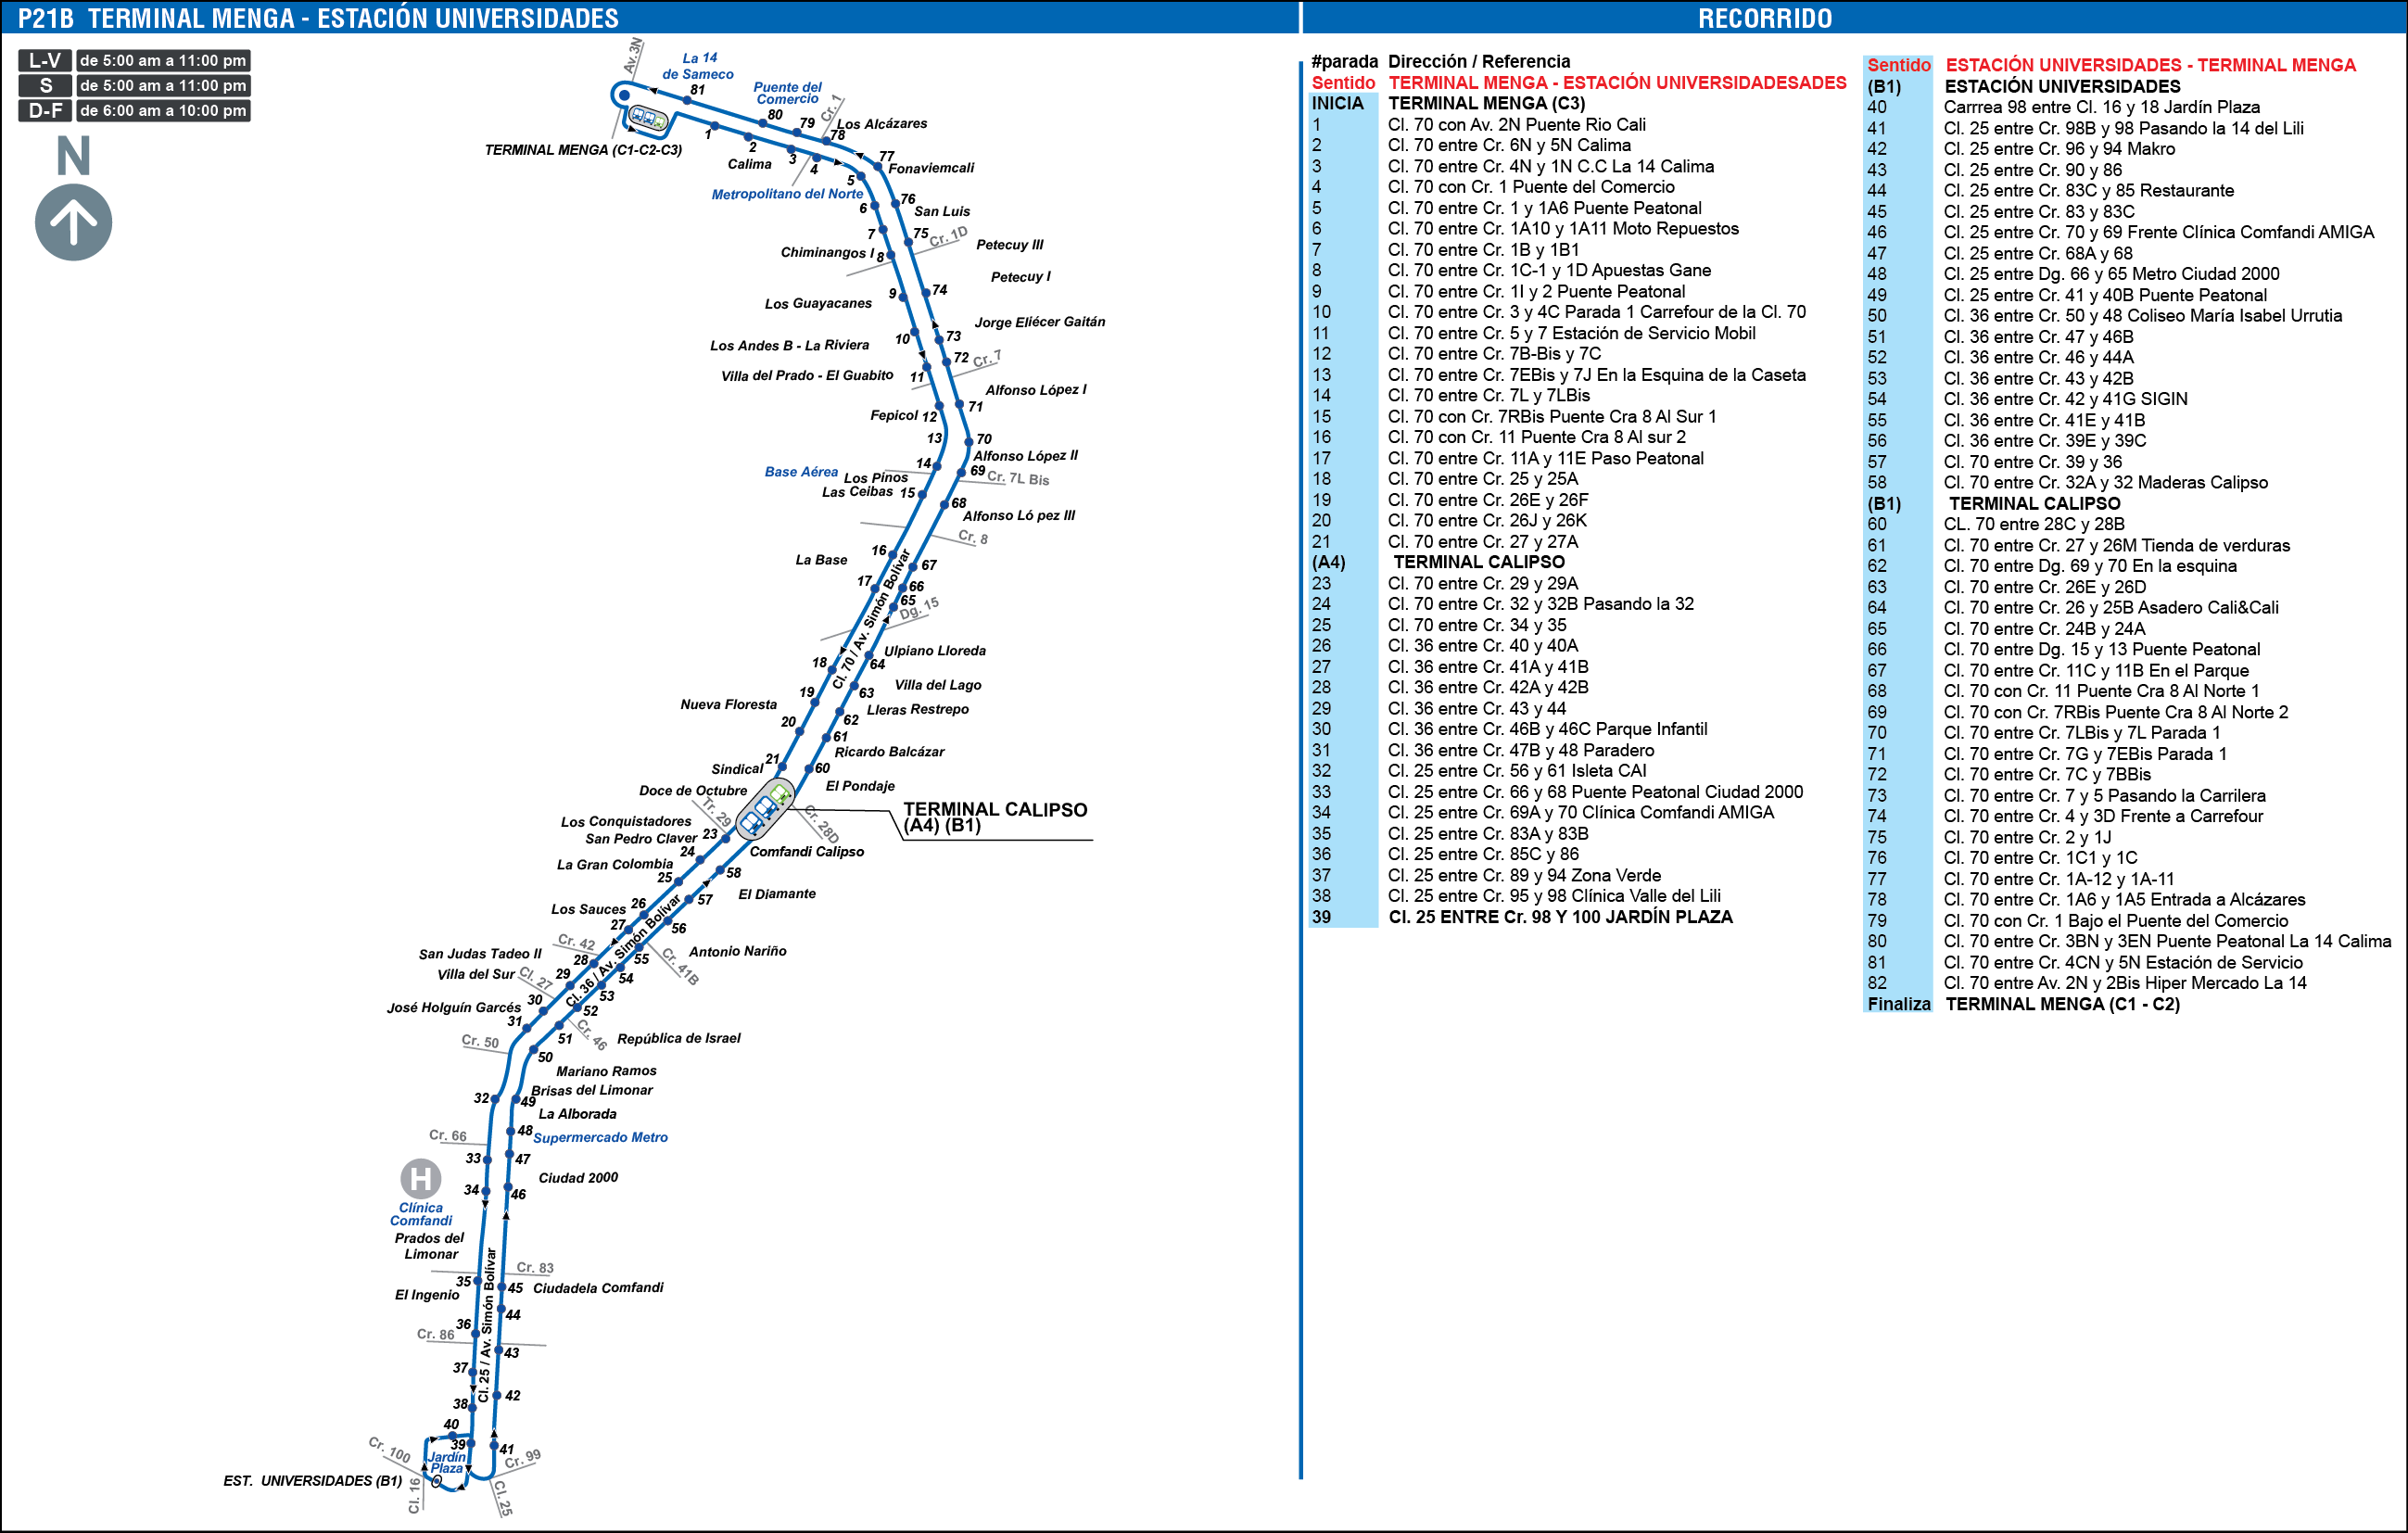 P21B TERMINAL MENGA - ESTACIÓN UNIVERSIDADES
RECORRIDO
L-V de 5:00 am a 11:00 pm
S de 5:00 am a 11:00 pm
D-F de 6:00 am a 10:00 pm
N
Av.3N
La 14
de Sameco
81
Puente del
Comercio
80
79
Cr. 1
78
Los Alcázares
TERMINAL MENGA (C1-C2-C3)
1
2
Calima
3
4
77
Fonaviemcali
5
Metropolitano del Norte
6
76
San Luis
7
75
Cr. 1D
Petecuy III
Chiminangos I
8
Petecuy I
9
74
Los Guayacanes
Jorge Eliécer Gaitán
10
73
Los Andes B - La Riviera
72
Cr. 7
Villa del Prado - El Guabito
11
Alfonso López I
Fepicol
12
71
13
70
Alfonso López II
14
Base Aérea
Los Pinos
69
Cr. 7L Bis
Las Ceibas
15
68
Alfonso Ló pez III
Cr. 8
16
La Base
67
17
66
65
Dg. 15
Cl. 70 / Av. Simón Bolívar
Ulpiano Lloreda
18
64
19
63
Villa del Lago
Nueva Floresta
Lleras Restrepo
20
62
61
Ricardo Balcázar
21
Sindical
60
El Pondaje
Doce de Octubre
TERMINAL CALIPSO
(A4) (B1)
Tr. 29
Cr. 28D
Los Conquistadores
San Pedro Claver
23
24
Comfandi Calipso
La Gran Colombia
58
25
El Diamante
57
Los Sauces
26
27
56
Cr. 42
Antonio Nariño
San Judas Tadeo II
28
55
Cr. 41B
Villa del Sur
Cl. 27
29
54
Cl. 36 / Av. Simón Bolívar
53
30
José Holguín Garcés
52
31
51
Cr. 46
República de Israel
Cr. 50
50
Mariano Ramos
Brisas del Limonar
32
49
La Alborada
48
Supermercado Metro
Cr. 66
33
47
H
Ciudad 2000
34
46
Clínica
Comfandi
Prados del
Limonar
Cr. 83
35
45
Ciudadela Comfandi
El Ingenio
44
36
Cr. 86
43
37
Cl. 25 / Av. Simón Bolívar
42
38
40
39
41
Jardín
Plaza
Cr. 100
Cr. 99
EST. UNIVERSIDADES (B1)
Cl. 16
Cl. 25
#parada Dirección / Referencia
Sentido TERMINAL MENGA - ESTACIÓN UNIVERSIDADESADES
INICIA TERMINAL MENGA (C3)
1 Cl. 70 con Av. 2N Puente Rio Cali
2 Cl. 70 entre Cr. 6N y 5N Calima
3 Cl. 70 entre Cr. 4N y 1N C.C La 14 Calima
4 Cl. 70 con Cr. 1 Puente del Comercio
5 Cl. 70 entre Cr. 1 y 1A6 Puente Peatonal
6 Cl. 70 entre Cr. 1A10 y 1A11 Moto Repuestos
7 Cl. 70 entre Cr. 1B y 1B1
8 Cl. 70 entre Cr. 1C-1 y 1D Apuestas Gane
9 Cl. 70 entre Cr. 1I y 2 Puente Peatonal
10 Cl. 70 entre Cr. 3 y 4C Parada 1 Carrefour de la Cl. 70
11 Cl. 70 entre Cr. 5 y 7 Estación de Servicio Mobil
12 Cl. 70 entre Cr. 7B-Bis y 7C
13 Cl. 70 entre Cr. 7EBis y 7J En la Esquina de la Caseta
14 Cl. 70 entre Cr. 7L y 7LBis
15 Cl. 70 con Cr. 7RBis Puente Cra 8 Al Sur 1
16 Cl. 70 con Cr. 11 Puente Cra 8 Al sur 2
17 Cl. 70 entre Cr. 11A y 11E Paso Peatonal
18 Cl. 70 entre Cr. 25 y 25A
19 Cl. 70 entre Cr. 26E y 26F
20 Cl. 70 entre Cr. 26J y 26K
21 Cl. 70 entre Cr. 27 y 27A
(A4) TERMINAL CALIPSO
23 Cl. 70 entre Cr. 29 y 29A
24 Cl. 70 entre Cr. 32 y 32B Pasando la 32
25 Cl. 70 entre Cr. 34 y 35
26 Cl. 36 entre Cr. 40 y 40A
27 Cl. 36 entre Cr. 41A y 41B
28 Cl. 36 entre Cr. 42A y 42B
29 Cl. 36 entre Cr. 43 y 44
30 Cl. 36 entre Cr. 46B y 46C Parque Infantil
31 Cl. 36 entre Cr. 47B y 48 Paradero
32 Cl. 25 entre Cr. 56 y 61 Isleta CAI
33 Cl. 25 entre Cr. 66 y 68 Puente Peatonal Ciudad 2000
34 Cl. 25 entre Cr. 69A y 70 Clínica Comfandi AMIGA
35 Cl. 25 entre Cr. 83A y 83B
36 Cl. 25 entre Cr. 85C y 86
37 Cl. 25 entre Cr. 89 y 94 Zona Verde
38 Cl. 25 entre Cr. 95 y 98 Clínica Valle del Lili
39 Cl. 25 ENTRE Cr. 98 Y 100 JARDÍN PLAZA
Sentido ESTACIÓN UNIVERSIDADES - TERMINAL MENGA
(B1) ESTACIÓN UNIVERSIDADES
40 Carrrea 98 entre Cl. 16 y 18 Jardín Plaza
41 Cl. 25 entre Cr. 98B y 98 Pasando la 14 del Lili
42 Cl. 25 entre Cr. 96 y 94 Makro
43 Cl. 25 entre Cr. 90 y 86
44 Cl. 25 entre Cr. 83C y 85 Restaurante
45 Cl. 25 entre Cr. 83 y 83C
46 Cl. 25 entre Cr. 70 y 69 Frente Clínica Comfandi AMIGA
47 Cl. 25 entre Cr. 68A y 68
48 Cl. 25 entre Dg. 66 y 65 Metro Ciudad 2000
49 Cl. 25 entre Cr. 41 y 40B Puente Peatonal
50 Cl. 36 entre Cr. 50 y 48 Coliseo María Isabel Urrutia
51 Cl. 36 entre Cr. 47 y 46B
52 Cl. 36 entre Cr. 46 y 44A
53 Cl. 36 entre Cr. 43 y 42B
54 Cl. 36 entre Cr. 42 y 41G SIGIN
55 Cl. 36 entre Cr. 41E y 41B
56 Cl. 36 entre Cr. 39E y 39C
57 Cl. 70 entre Cr. 39 y 36
58 Cl. 70 entre Cr. 32A y 32 Maderas Calipso
(B1) TERMINAL CALIPSO
60 CL. 70 entre 28C y 28B
61 Cl. 70 entre Cr. 27 y 26M Tienda de verduras
62 Cl. 70 entre Dg. 69 y 70 En la esquina
63 Cl. 70 entre Cr. 26E y 26D
64 Cl. 70 entre Cr. 26 y 25B Asadero Cali&Cali
65 Cl. 70 entre Cr. 24B y 24A
66 Cl. 70 entre Dg. 15 y 13 Puente Peatonal
67 Cl. 70 entre Cr. 11C y 11B En el Parque
68 Cl. 70 con Cr. 11 Puente Cra 8 Al Norte 1
69 Cl. 70 con Cr. 7RBis Puente Cra 8 Al Norte 2
70 Cl. 70 entre Cr. 7LBis y 7L Parada 1
71 Cl. 70 entre Cr. 7G y 7EBis Parada 1
72 Cl. 70 entre Cr. 7C y 7BBis
73 Cl. 70 entre Cr. 7 y 5 Pasando la Carrilera
74 Cl. 70 entre Cr. 4 y 3D Frente a Carrefour
75 Cl. 70 entre Cr. 2 y 1J
76 Cl. 70 entre Cr. 1C1 y 1C
77 Cl. 70 entre Cr. 1A-12 y 1A-11
78 Cl. 70 entre Cr. 1A6 y 1A5 Entrada a Alcázares
79 Cl. 70 con Cr. 1 Bajo el Puente del Comercio
80 Cl. 70 entre Cr. 3BN y 3EN Puente Peatonal La 14 Calima
81 Cl. 70 entre Cr. 4CN y 5N Estación de Servicio
82 Cl. 70 entre Av. 2N y 2Bis Hiper Mercado La 14
Finaliza TERMINAL MENGA (C1 - C2)